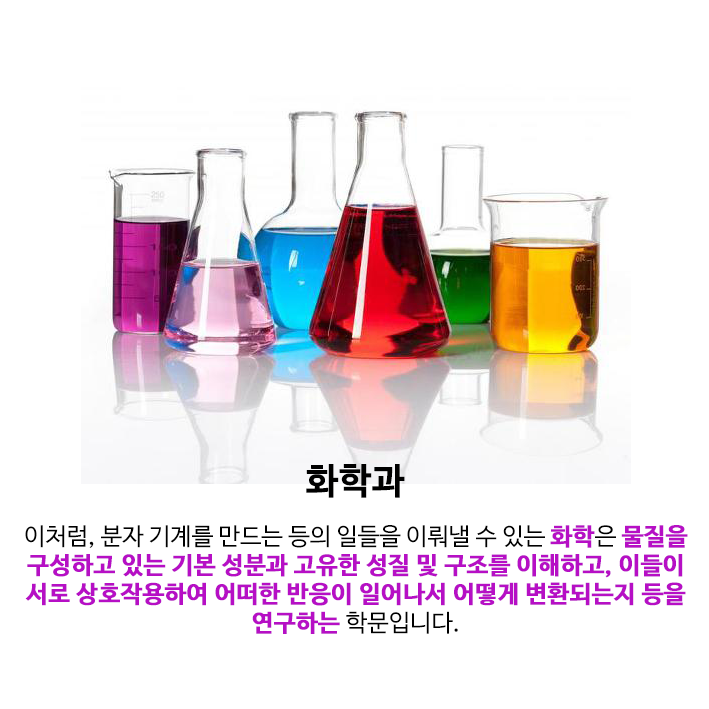 화학과
이처럼, 분자 기계를 만드는 등의 일들을 이뤄낼 수 있는 화학은 물질을
구성하고 있는 기본 성분과 고유한 성질 및 구조를 이해하고, 이들이
서로 상호작용하여 어떠한 반응이 일어나서 어떻게 변환되는지 등을
연구하는 학문입니다.